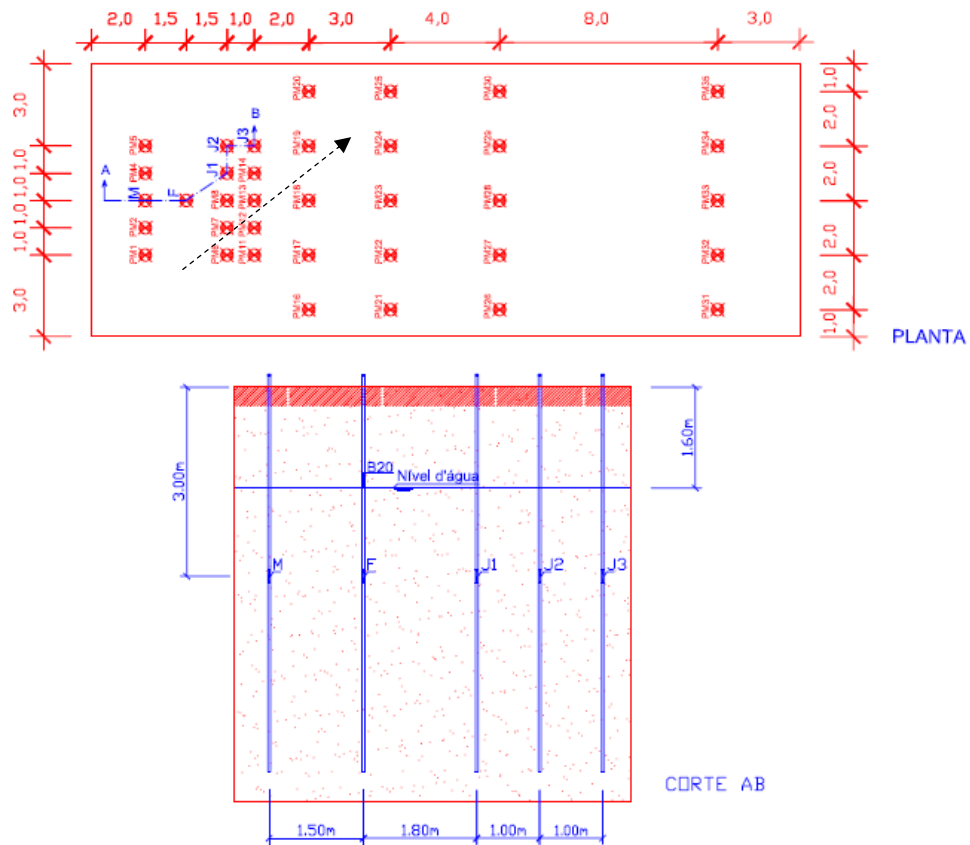 2,0 1,5 1,5 1,0 2,0 3,0 4,0 8,0 3,0
3,0
1,0
1,0
1,0
1,0
3,0
1,0
2,0
2,0
2,0
2,0
1,0
PM20 PM25 PM30 PM35
B
PM5 J2 J3 PM19 PM24 PM29 PM34
A
PM4 J1 PM14
M F PM8 PM13 PM18 PM23 PM28 PM33
PM2 PM7 PM12
PM1 PM6 PM11 PM17 PM22 PM27 PM32
PM16 PM21 PM26 PM31
PLANTA
3.00m
1.60m
B20
Nível d'água
M F J1 J2 J3
CORTE AB
1.50m 1.80m 1.00m 1.00m